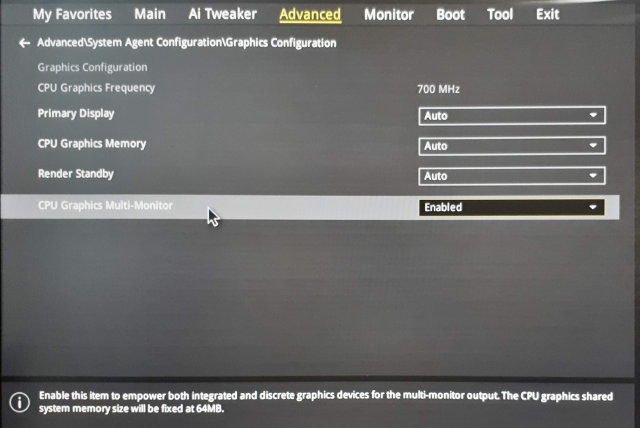 My Favorites Main Ai Tweaker Advanced Monitor Boot Tool Exit
← Advanced\System Agent Configuration\Graphics Configuration
Graphics Configuration
CPU Graphics Frequency 700 MHz
Primary Display Auto
CPU Graphics Memory Auto
Render Standby Auto
CPU Graphics Multi-Monitor Enabled
Enable this item to empower both integrated and discrete graphics devices for the multi-monitor output. The CPU graphics shared
system memory size will be fixed at 64MB.